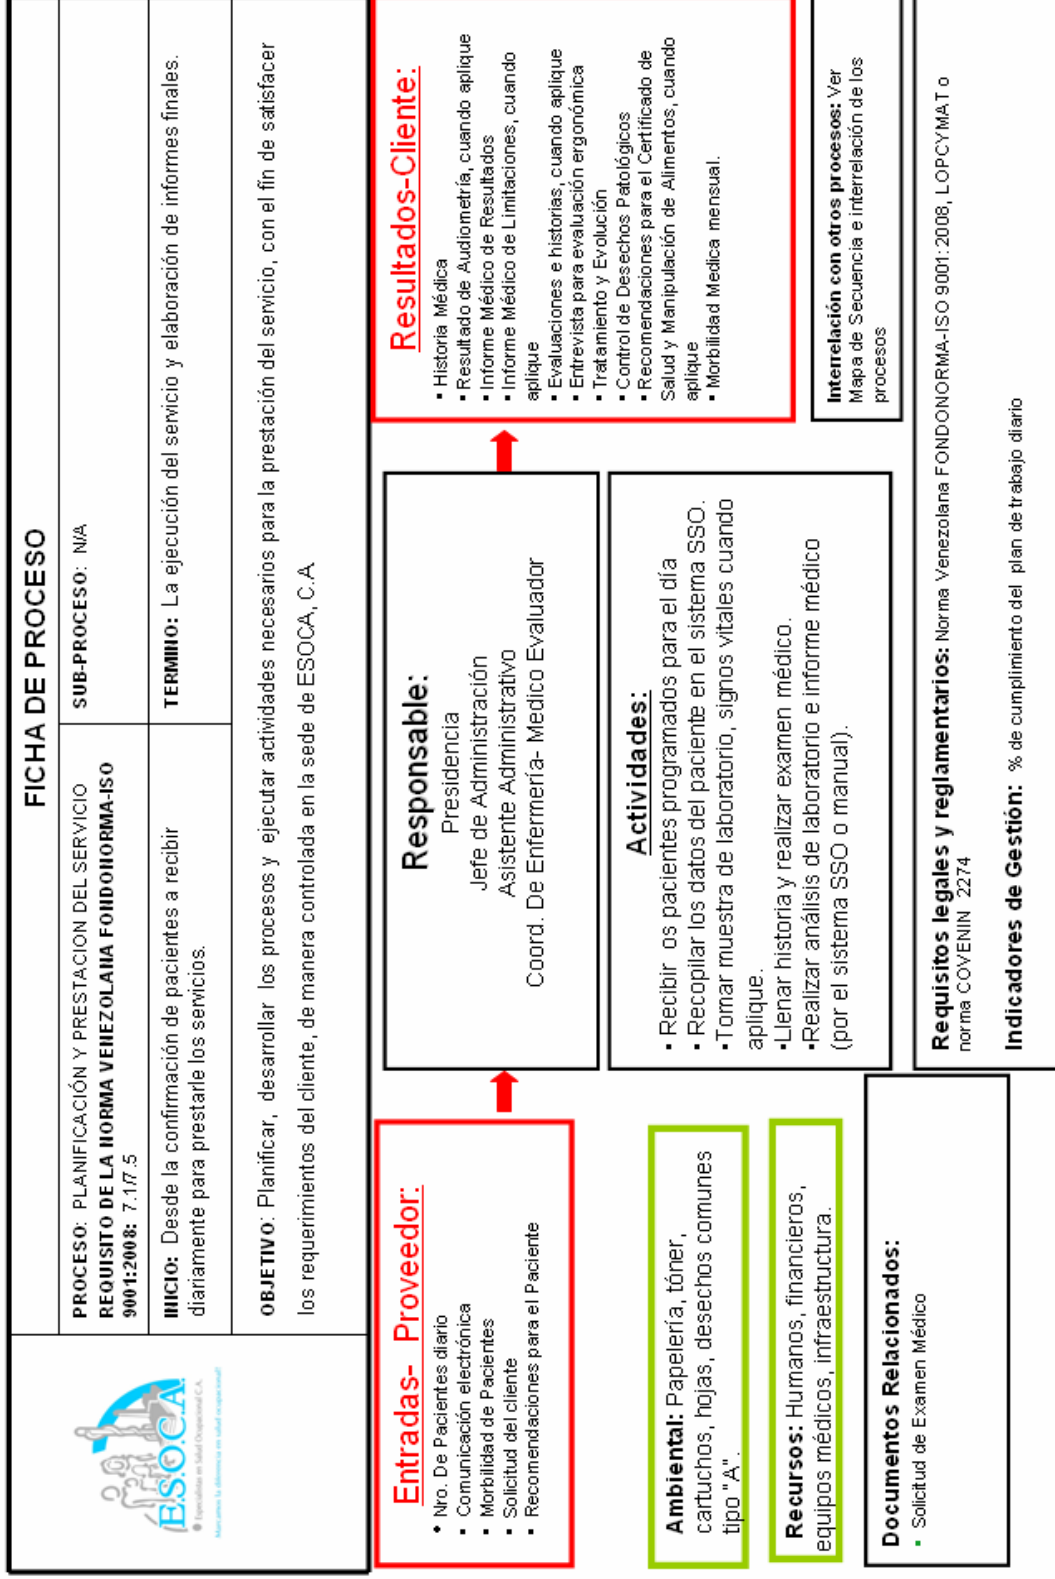 FICHA DE PROCESO
E.S.O.C.A.
Especialistas en Salud Ocupacional C.A.
Marcamos la diferencia en salud ocupacional!
PROCESO: PLANIFICACIÓN Y PRESTACION DEL SERVICIO
REQUISITO DE LA NORMA VENEZOLANA FONDONORMA-ISO
9001:2008: 7.1/7.5
SUB-PROCESO: N/A
INICIO: Desde la confirmación de pacientes a recibir
diariamente para prestarle los servicios.
TERMINO: La ejecución del servicio y elaboración de informes finales.
OBJETIVO: Planificar, desarrollar los procesos y ejecutar actividades necesarios para la prestación del servicio, con el fin de satisfacer
los requerimientos del cliente, de manera controlada en la sede de ESOCA, C.A
Entradas- Proveedor:
• Nro. De Pacientes diario
▪ Comunicación electrónica
▪ Morbilidad de Pacientes
▪ Solicitud del cliente
▪ Recomendaciones para el Paciente
Responsable:
Presidencia
Jefe de Administración
Asistente Administrativo
Coord. De Enfermería- Medico Evaluador
Resultados-Cliente:
▪ Historia Médica
▪ Resultado de Audiometría, cuando aplique
▪ Informe Médico de Resultados
▪ Informe Médico de Limitaciones, cuando
aplique
▪ Evaluaciones e historias, cuando aplique
▪ Entrevista para evaluación ergonómica
▪ Tratamiento y Evolución
▪ Control de Desechos Patológicos
▪ Recomendaciones para el Certificado de
Salud y Manipulación de Alimentos, cuando
aplique
▪ Morbilidad Medica mensual.
Ambiental: Papelería, tóner,
cartuchos, hojas, desechos comunes
tipo "A".
Recursos: Humanos, financieros,
equipos médicos, infraestructura.
Actividades:
▪ Recibir os pacientes programados para el día
▪ Recopilar los datos del paciente en el sistema SSO.
▪Tomar muestra de laboratorio, signos vitales cuando
aplique.
▪Llenar historia y realizar examen médico.
▪Realizar análisis de laboratorio e informe médico
(por el sistema SSO o manual).
Interrelación con otros procesos: Ver
Mapa de Secuencia e interrelación de los
procesos
Documentos Relacionados:
▪ Solicitud de Examen Médico
Requisitos legales y reglamentarios: Norma Venezolana FONDONORMA-ISO 9001:2008, LOPCYMAT o
norma COVENIN 2274
Indicadores de Gestión: % de cumplimiento del plan de trabajo diario